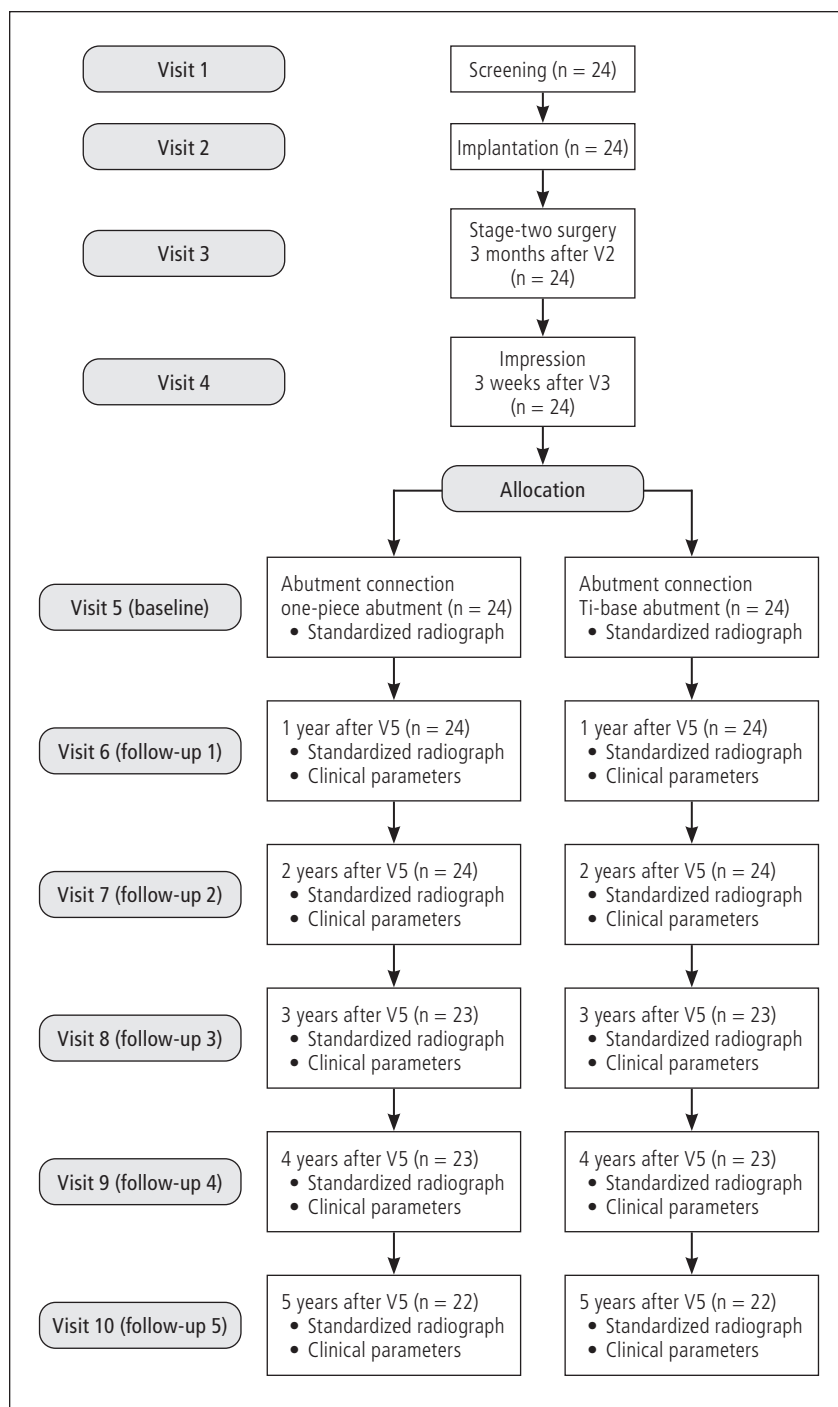 Visit 1
Screening (n = 24)
Visit 2
Implantation (n = 24)
Visit 3
Stage-two surgery
3 months after V2
(n = 24)
Visit 4
Impression
3 weeks after V3
(n = 24)
Allocation
Visit 5 (baseline)
Abutment connection
one-piece abutment (n = 24)
• Standardized radiograph
Abutment connection
Ti-base abutment (n = 24)
• Standardized radiograph
Visit 6 (follow-up 1)
1 year after V5 (n = 24)
• Standardized radiograph
• Clinical parameters
1 year after V5 (n = 24)
• Standardized radiograph
• Clinical parameters
Visit 7 (follow-up 2)
2 years after V5 (n = 24)
• Standardized radiograph
• Clinical parameters
2 years after V5 (n = 24)
• Standardized radiograph
• Clinical parameters
Visit 8 (follow-up 3)
3 years after V5 (n = 23)
• Standardized radiograph
• Clinical parameters
3 years after V5 (n = 23)
• Standardized radiograph
• Clinical parameters
Visit 9 (follow-up 4)
4 years after V5 (n = 23)
• Standardized radiograph
• Clinical parameters
4 years after V5 (n = 23)
• Standardized radiograph
• Clinical parameters
Visit 10 (follow-up 5)
5 years after V5 (n = 22)
• Standardized radiograph
• Clinical parameters
5 years after V5 (n = 22)
• Standardized radiograph
• Clinical parameters